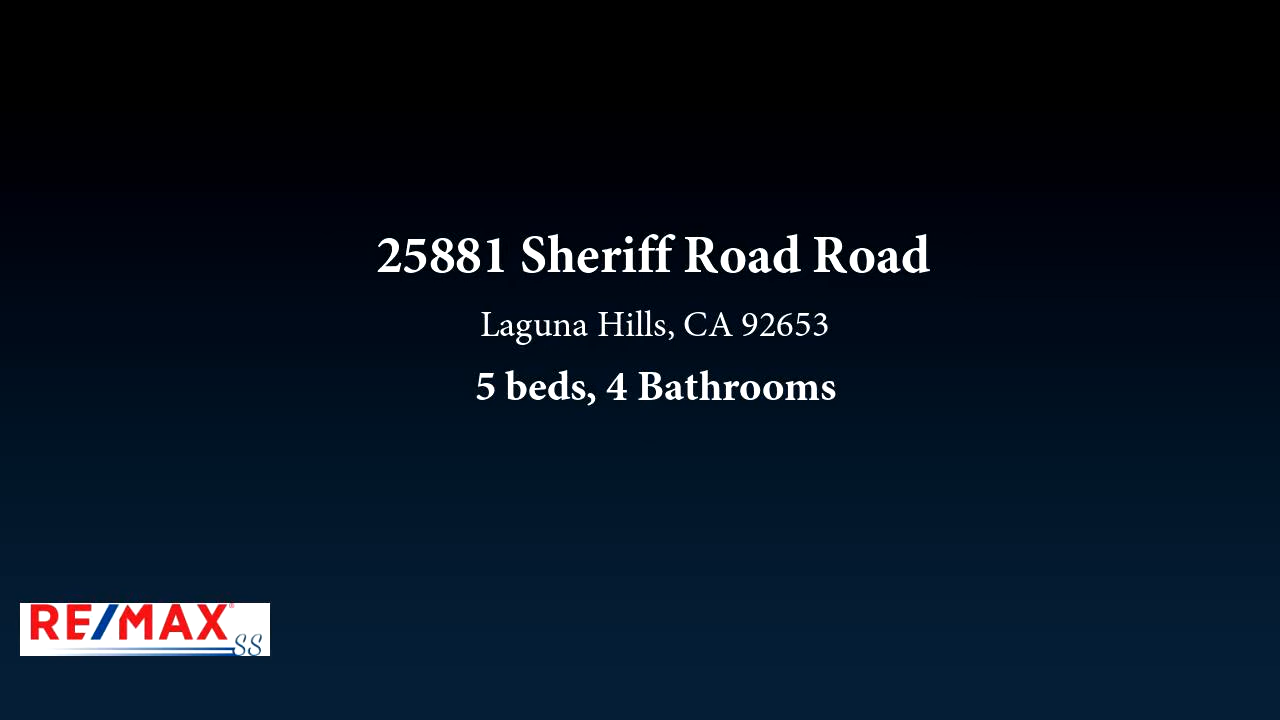 25881 Sheriff Road Road
Laguna Hills, CA 92653
5 beds, 4 Bathrooms
RE/MAX®
SS